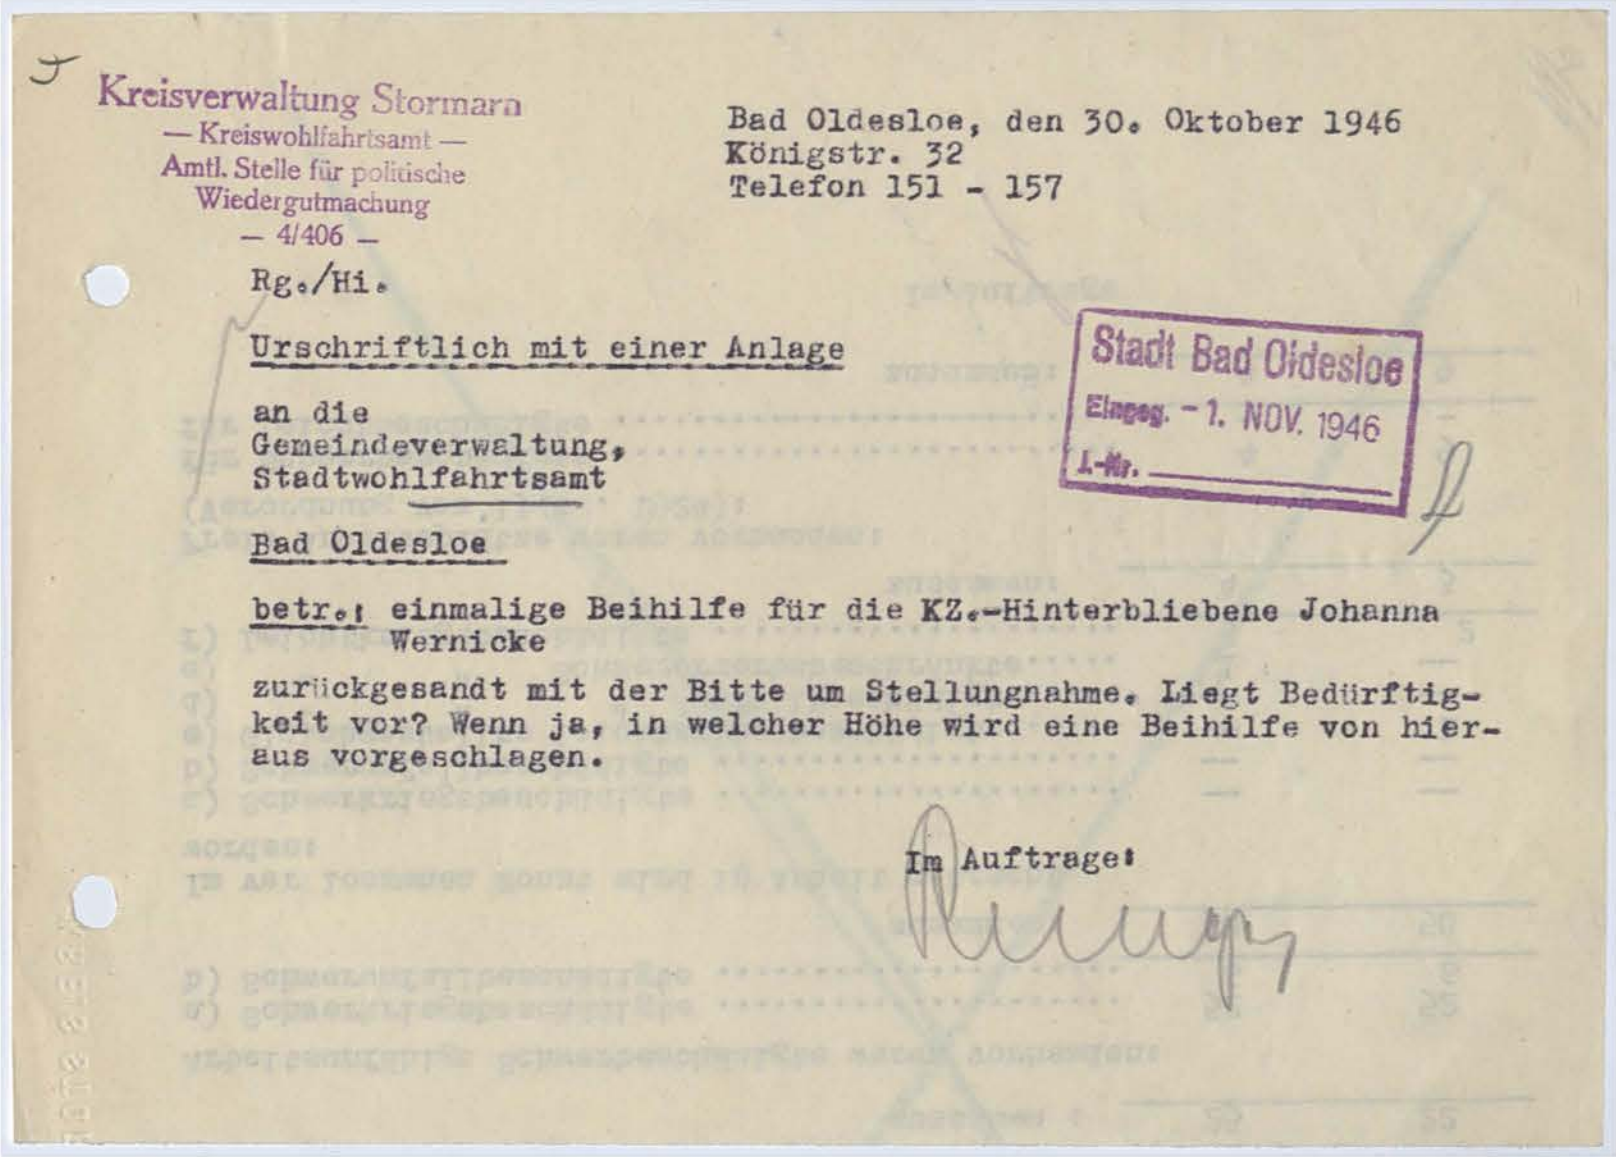 Kreisverwaltung Stormarn
— Kreiswohlfahrtsamt —
Amtl. Stelle für politische
Wiedergutmachung
— 4/406 —
Bad Oldesloe, den 30. Oktober 1946
Königstr. 32
Telefon 151 - 157
Rg./Hi.
Urschriftlich mit einer Anlage
Stadt Bad Oldesloe
Eingeg. - 1. NOV. 1946
J.-Nr.
an die
Gemeindeverwaltung,
Stadtwohlfahrtsamt
Bad Oldesloe
betr.: einmalige Beihilfe für die KZ.-Hinterbliebene Johanna
Wernicke
zurückgesandt mit der Bitte um Stellungnahme. Liegt Bedürftig-
keit vor? Wenn ja, in welcher Höhe wird eine Beihilfe von hier-
aus vorgeschlagen.
Im Auftrage: